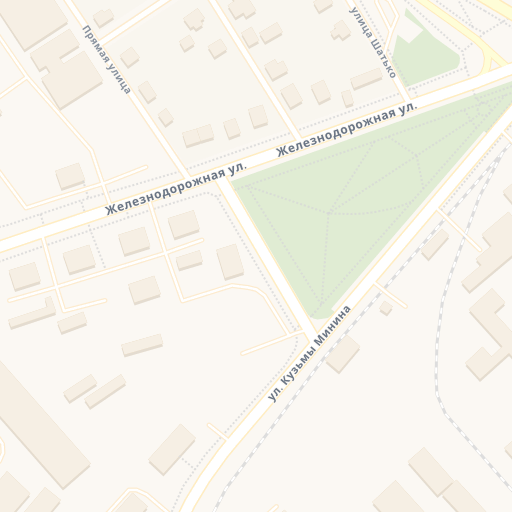 Прямая улица
улица Шатько
Железнодорожная ул.
Железнодорожная ул.
ул. Кузьмы Минина